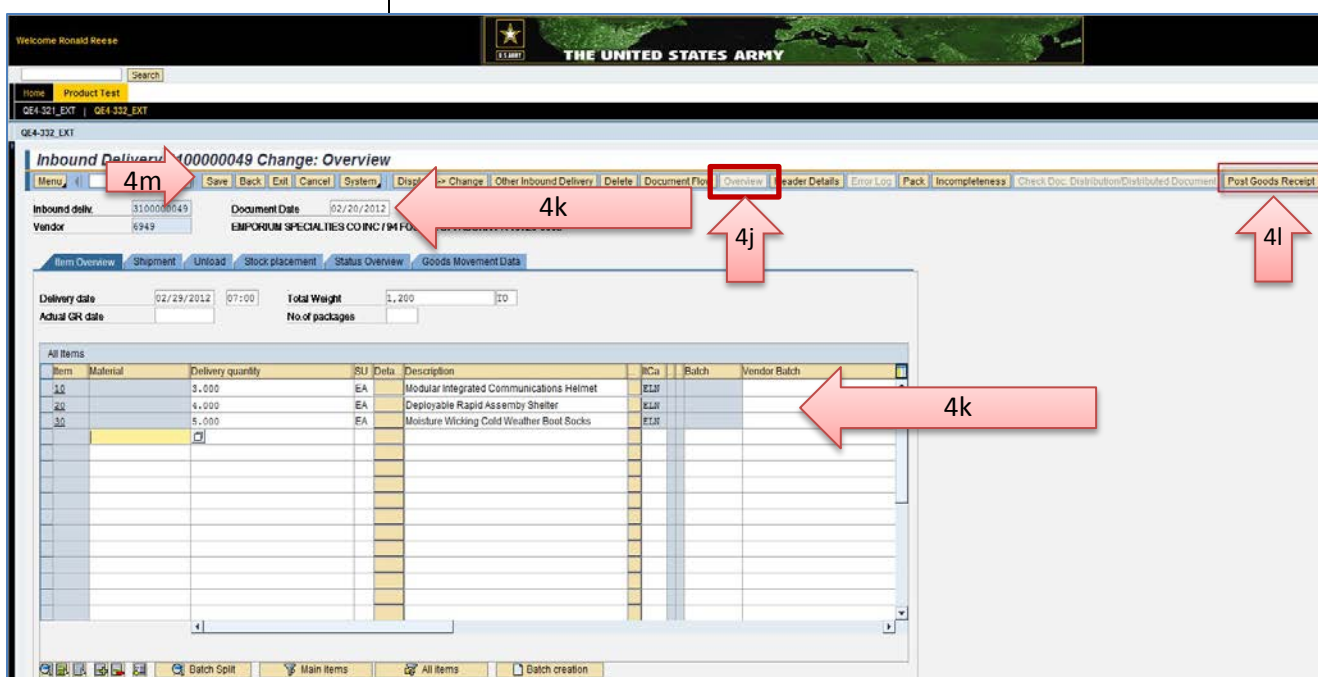 Welcome Ronald Reese
U.S. ARMY
THE UNITED STATES ARMY
Search
Home Product Test
QE4-321_EXT | QE4-332_EXT
QE4-332_EXT
Inbound Delivery 100000049 Change: Overview
Menu Save Back Exit Cancel System Display Change Other Inbound Delivery Delete Document Flow Overview Header Details Error Log Pack Incompleteness Check Doc. Distribution/Distributed Document Post Goods Receipt
4m
Inbound deliv. 3100000049 Document Date 02/20/2012
4k
4j
4l
Vendor 6949 EMPORIUM SPECIALTIES CO INC / 94
Item Overview Shipment Unload Stock placement Status Overview Goods Movement Data
Delivery date 02/29/2012 07:00 Total Weight 1,200 TO
Actual GR date No.of packages
All Items
Item Material Delivery quantity SU Deta Description ... ItCa Batch Vendor Batch
10 3.000 EA Modular Integrated Communications Helmet ELN
20 4.000 EA Deployable Rapid Assemby Shelter ELN
30 5.000 EA Moisture Wicking Cold Weather Boot Socks ELN
4k
Batch Split Main items All items Batch creation